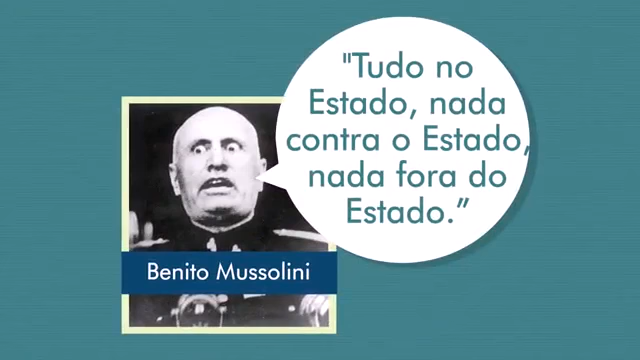 "Tudo no
Estado, nada
contra o Estado,
nada fora do
Estado.”
Benito Mussolini